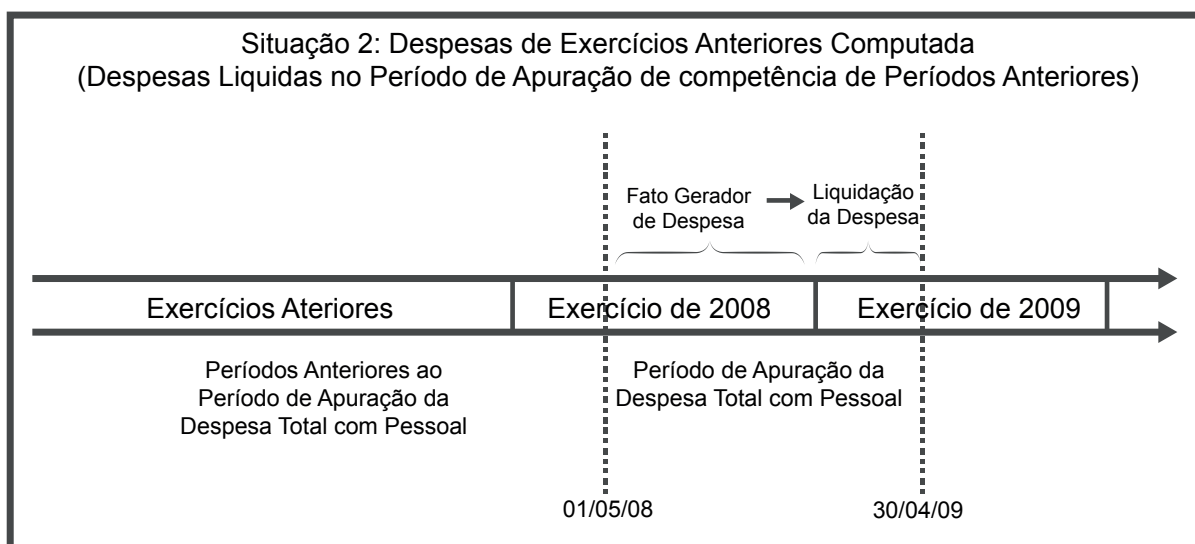 Situação 2: Despesas de Exercícios Anteriores Computada
(Despesas Liquidas no Período de Apuração de competência de Períodos Anteriores)
Fato Gerador
de Despesa
Liquidação
da Despesa
Exercícios Ateriores
Exercício de 2008
Exercício de 2009
Períodos Anteriores ao
Período de Apuração da
Despesa Total com Pessoal
Período de Apuração da
Despesa Total com Pessoal
01/05/08
30/04/09